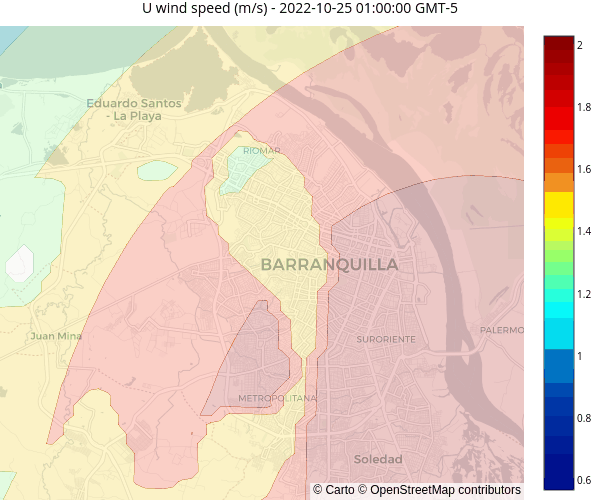 U wind speed (m/s) - 2022-10-25 01:00:00 GMT-5
Eduardo Santos
- La Playa
RIOMAR
BARRANQUILLA
Juan Mina
SURORIENTE
PALERMO
METROPOLITANA
Soledad
© Carto © OpenStreetMap contributors
2
1.8
1.6
1.4
1.2
1
0.8
0.6